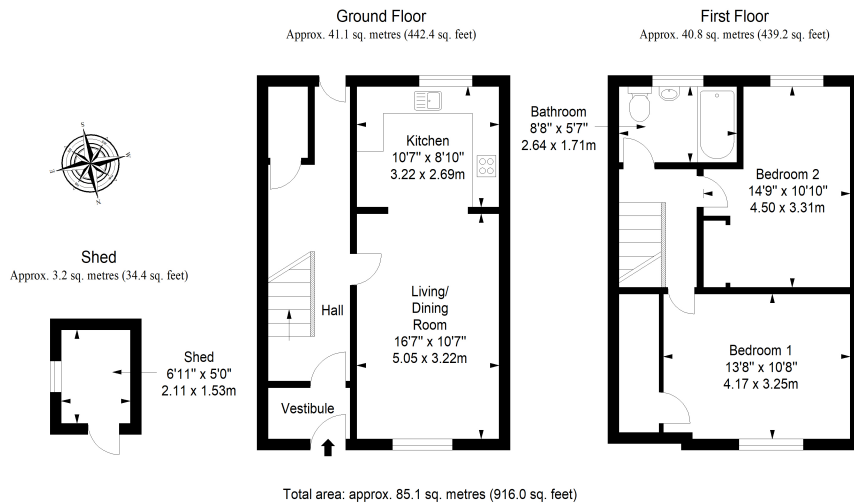 Ground Floor
Approx. 41.1 sq. metres (442.4 sq. feet)
First Floor
Approx. 40.8 sq. metres (439.2 sq. feet)
Kitchen
10'7" x 8'10"
3.22 x 2.69m
Bathroom
8'8" x 5'7"
2.64 x 1.71m
Bedroom 2
14'9" x 10'10"
4.50 x 3.31m
S
W
E
N
Shed
Approx. 3.2 sq. metres (34.4 sq. feet)
Shed
6'11" x 5'0"
2.11 x 1.53m
Hall
Living/
Dining
Room
16'7" x 10'7"
5.05 x 3.22m
Vestibule
Bedroom 1
13'8" x 10'8"
4.17 x 3.25m
Total area: approx. 85.1 sq. metres (916.0 sq. feet)